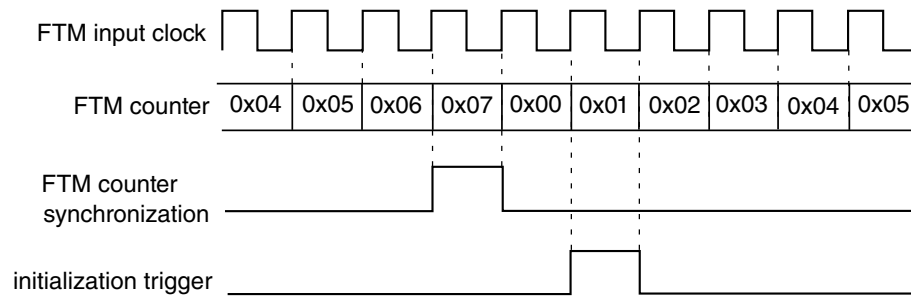 FTM input clock
FTM counter 0x04 0x05 0x06 0x07 0x00 0x01 0x02 0x03 0x04 0x05
FTM counter
synchronization
initialization trigger